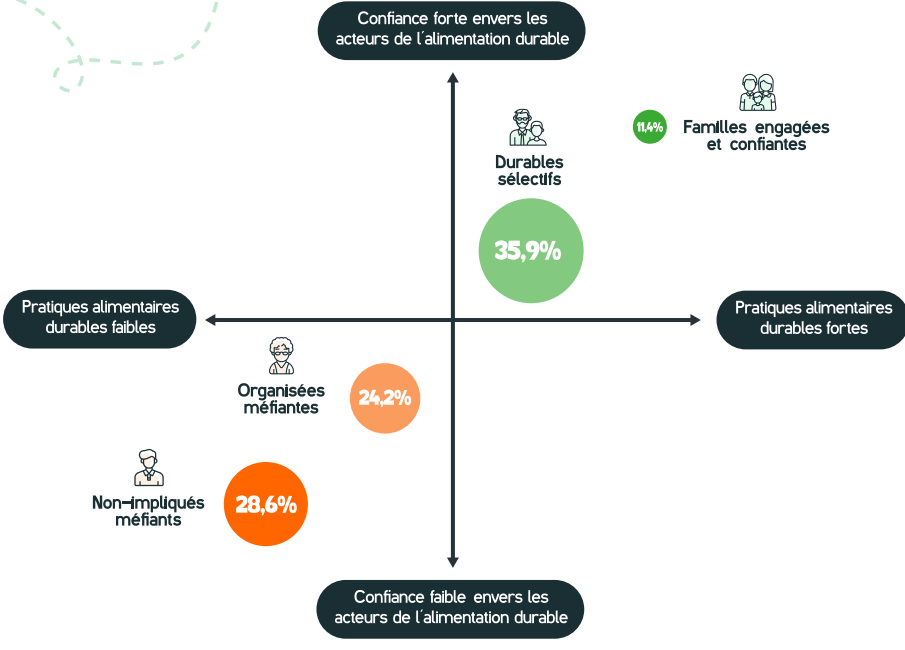 Confiance forte envers les
acteurs de l'alimentation durable
11,4%
Familles engagées
et confiantes
Durables
sélectifs
35,9%
Pratiques alimentaires
durables faibles
Pratiques alimentaires
durables fortes
Organisées
méfiantes
24,2%
Non-impliqués
méfiants
28,6%
Confiance faible envers les
acteurs de l'alimentation durable